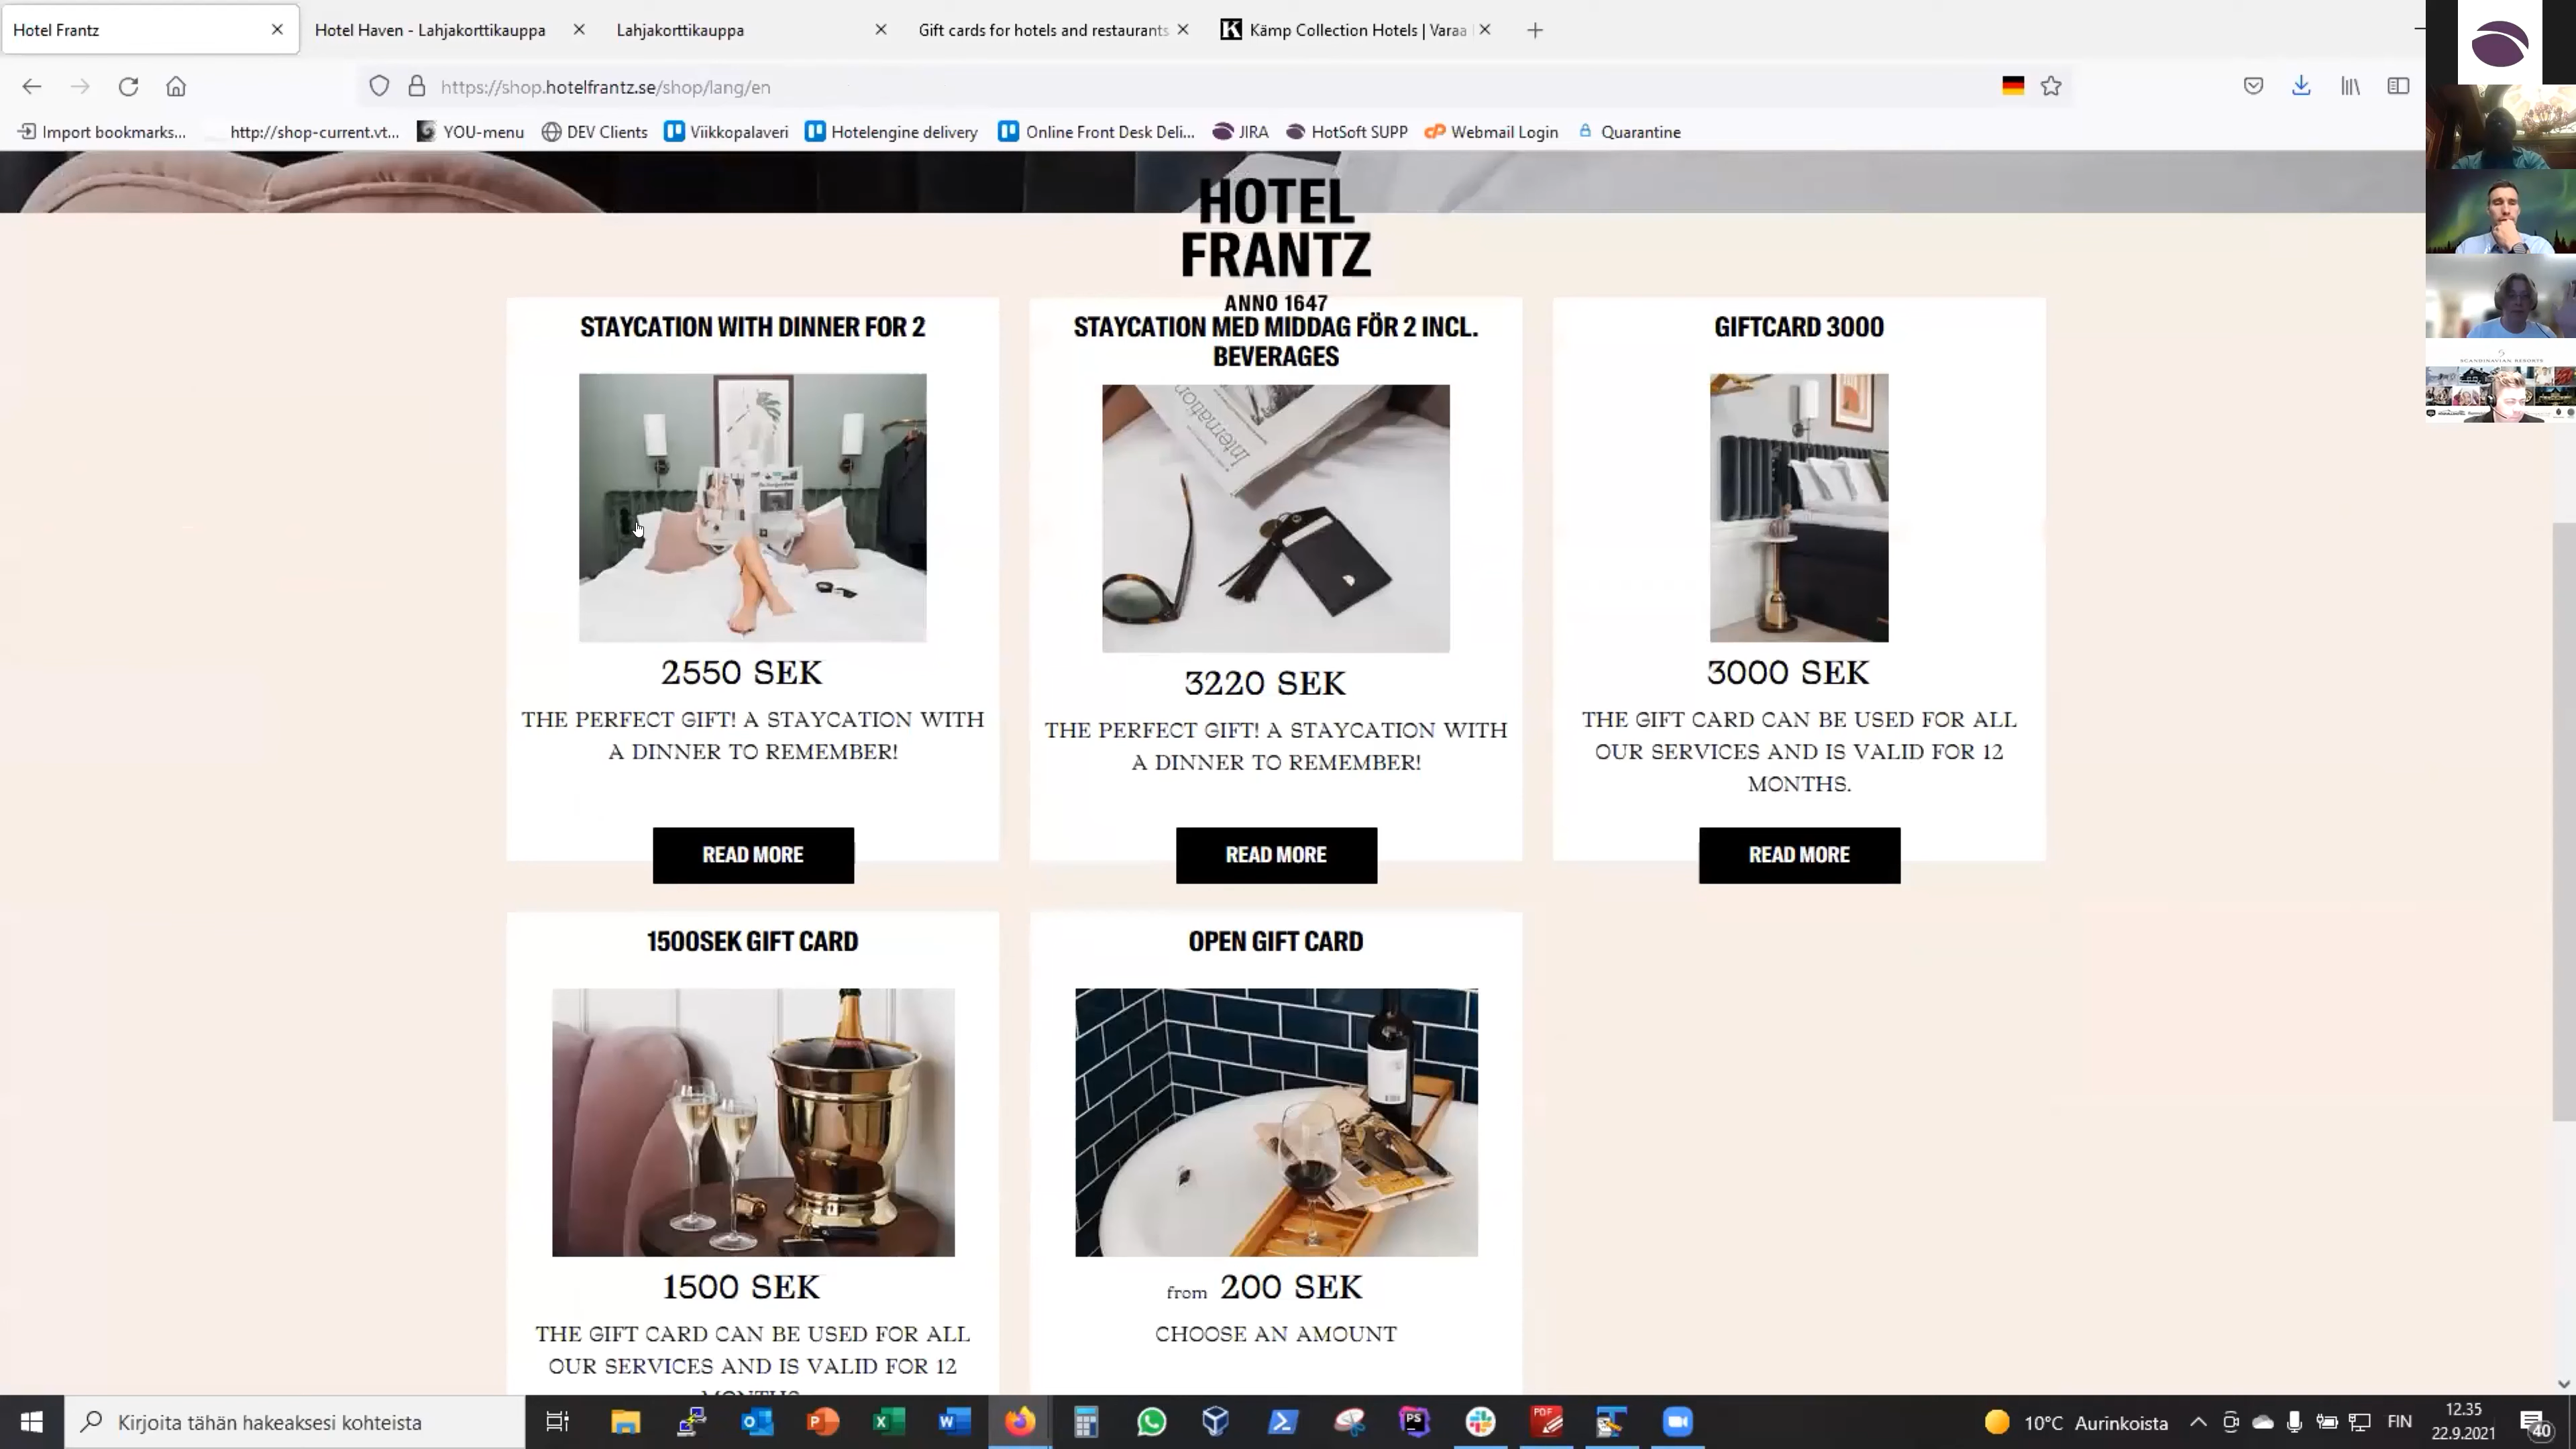 Hotel Frantz
Hotel Haven - Lahjakorttikauppa
Lahjakorttikauppa
Gift cards for hotels and restaurants
Kämp Collection Hotels | Varaa
https://shop.hotelfrantz.se/shop/lang/en
Import bookmarks...
http://shop-current.vt...
YOU-menu
DEV Clients
Viikkopalaveri
Hotelengine delivery
Online Front Desk Deli...
JIRA
HotSoft SUPP
Webmail Login
Quarantine
HOTEL
FRANTZ
ANNO 1647
STAYCATION WITH DINNER FOR 2
2550 SEK
THE PERFECT GIFT! A STAYCATION WITH
A DINNER TO REMEMBER!
READ MORE
STAYCATION MED MIDDAG FÖR 2 INCL.
BEVERAGES
International
3220 SEK
THE PERFECT GIFT! A STAYCATION WITH
A DINNER TO REMEMBER!
READ MORE
GIFTCARD 3000
3000 SEK
THE GIFT CARD CAN BE USED FOR ALL
OUR SERVICES AND IS VALID FOR 12
MONTHS.
READ MORE
1500SEK GIFT CARD
1500 SEK
THE GIFT CARD CAN BE USED FOR ALL
OUR SERVICES AND IS VALID FOR 12
MONTHS
OPEN GIFT CARD
from 200 SEK
CHOOSE AN AMOUNT
SCANDINAVIAN RESORTS
Kirjoita tähän hakeaksesi kohteista
10°C Aurinkoista
FIN
12.35
22.9.2021
40